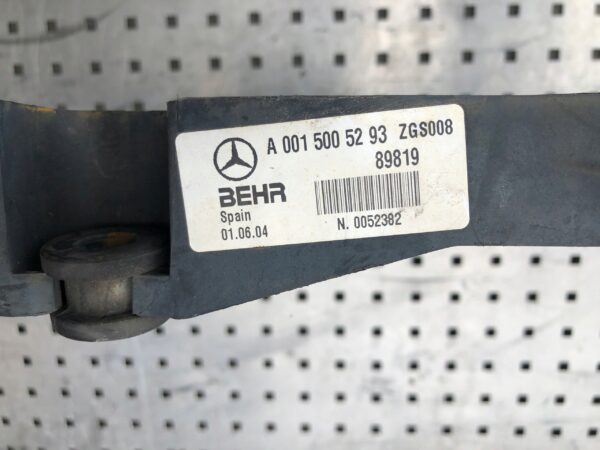 A 001 500 52 93 ZGS008
89819
BEHR
Spain
01.06.04
N. 0052382